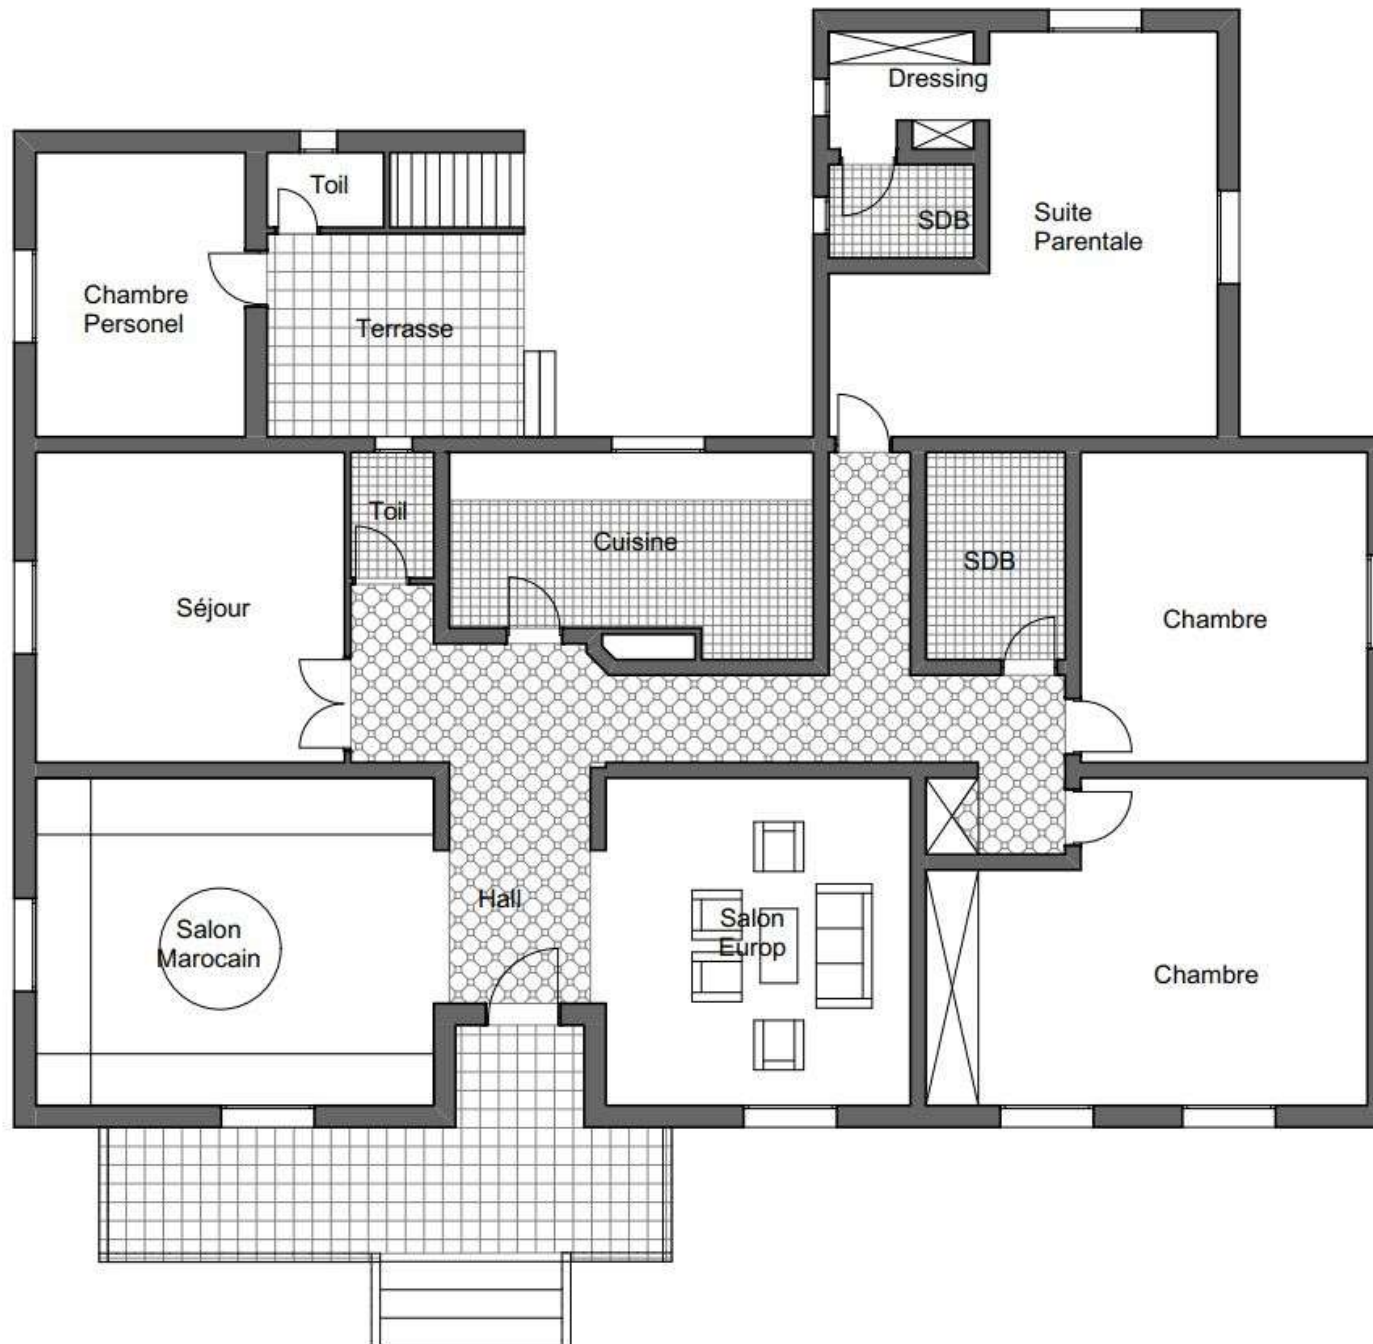 Dressing
Toil
SDB
Suite
Parentale
Chambre
Personel
Terrasse
Toil
Cuisine
SDB
Séjour
Chambre
Hall
Salon
Marocain
Salon
Europ
Chambre